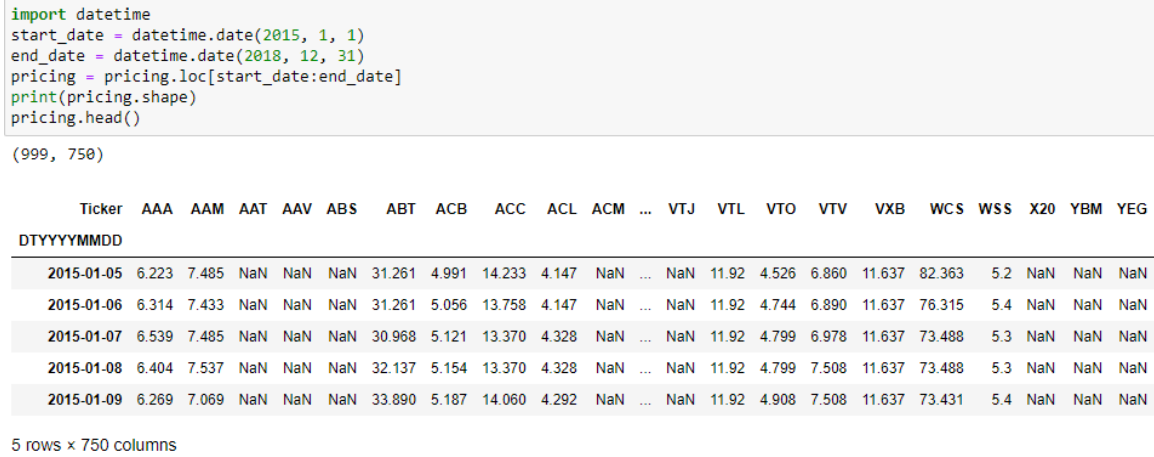 import datetime
start_date = datetime.date(2015, 1, 1)
end_date = datetime.date(2018, 12, 31)
pricing = pricing.loc[start_date:end_date]
print(pricing.shape)
pricing.head()
(999, 750)
Ticker AAA AAM AAT AAV ABS ABT ACB ACC ACL ACM ... VTJ VTL VTO VTV VXB WCS WSS X20 YBM YEG
DTYYYYMMDD
2015-01-05 6.223 7.485 NaN NaN NaN 31.261 4.991 14.233 4.147 NaN ... NaN 11.92 4.526 6.860 11.637 82.363 5.2 NaN NaN NaN
2015-01-06 6.314 7.433 NaN NaN NaN 31.261 5.056 13.758 4.147 NaN ... NaN 11.92 4.744 6.890 11.637 76.315 5.4 NaN NaN NaN
2015-01-07 6.539 7.485 NaN NaN NaN 30.968 5.121 13.370 4.328 NaN ... NaN 11.92 4.799 6.978 11.637 73.488 5.3 NaN NaN NaN
2015-01-08 6.404 7.537 NaN NaN NaN 32.137 5.154 13.370 4.328 NaN ... NaN 11.92 4.799 7.508 11.637 73.488 5.3 NaN NaN NaN
2015-01-09 6.269 7.069 NaN NaN NaN 33.890 5.187 14.060 4.292 NaN ... NaN 11.92 4.908 7.508 11.637 73.431 5.4 NaN NaN NaN
5 rows × 750 columns